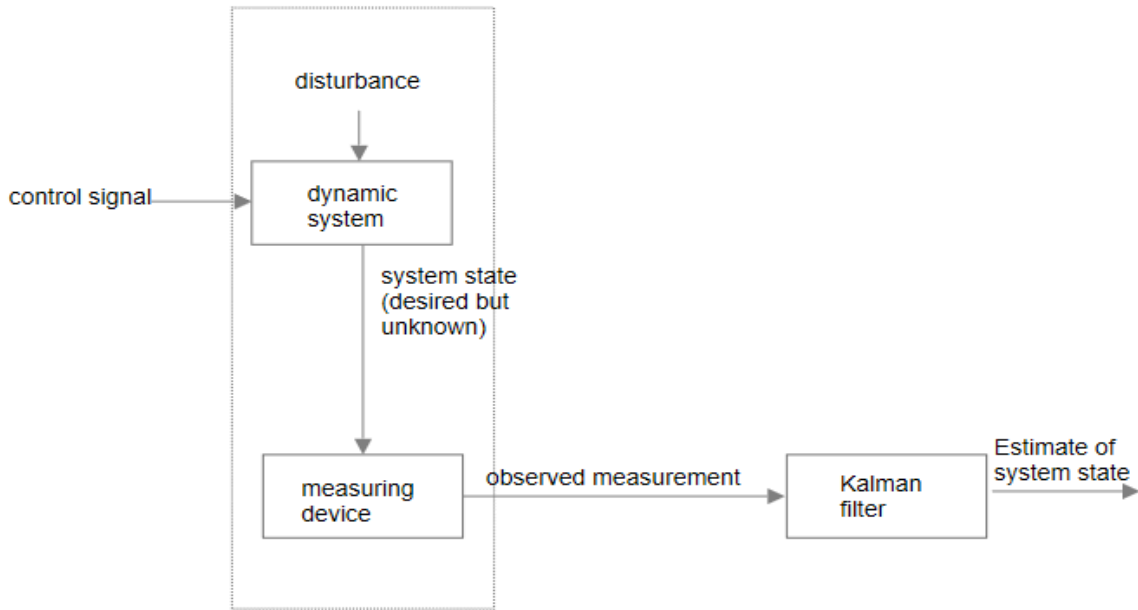 disturbance
control signal
dynamic
system
system state
(desired but
unknown)
measuring
device
observed measurement
Kalman
filter
Estimate of
system state